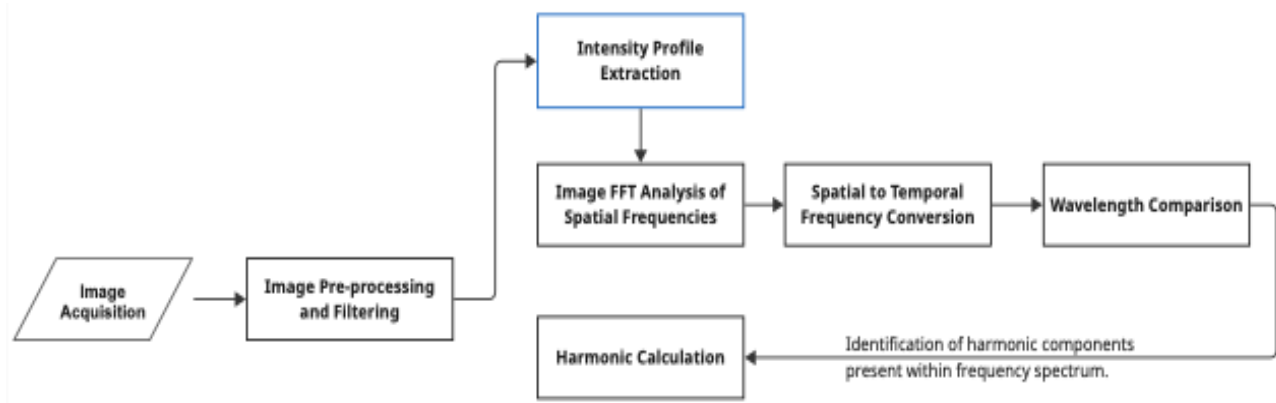 Intensity Profile
Extraction
Image FFT Analysis of
Spatial Frequencies
Spatial to Temporal
Frequency Conversion
Wavelength Comparison
Image
Acquisition
Image Pre-processing
and Filtering
Harmonic Calculation
Identification of harmonic components
present within frequency spectrum.